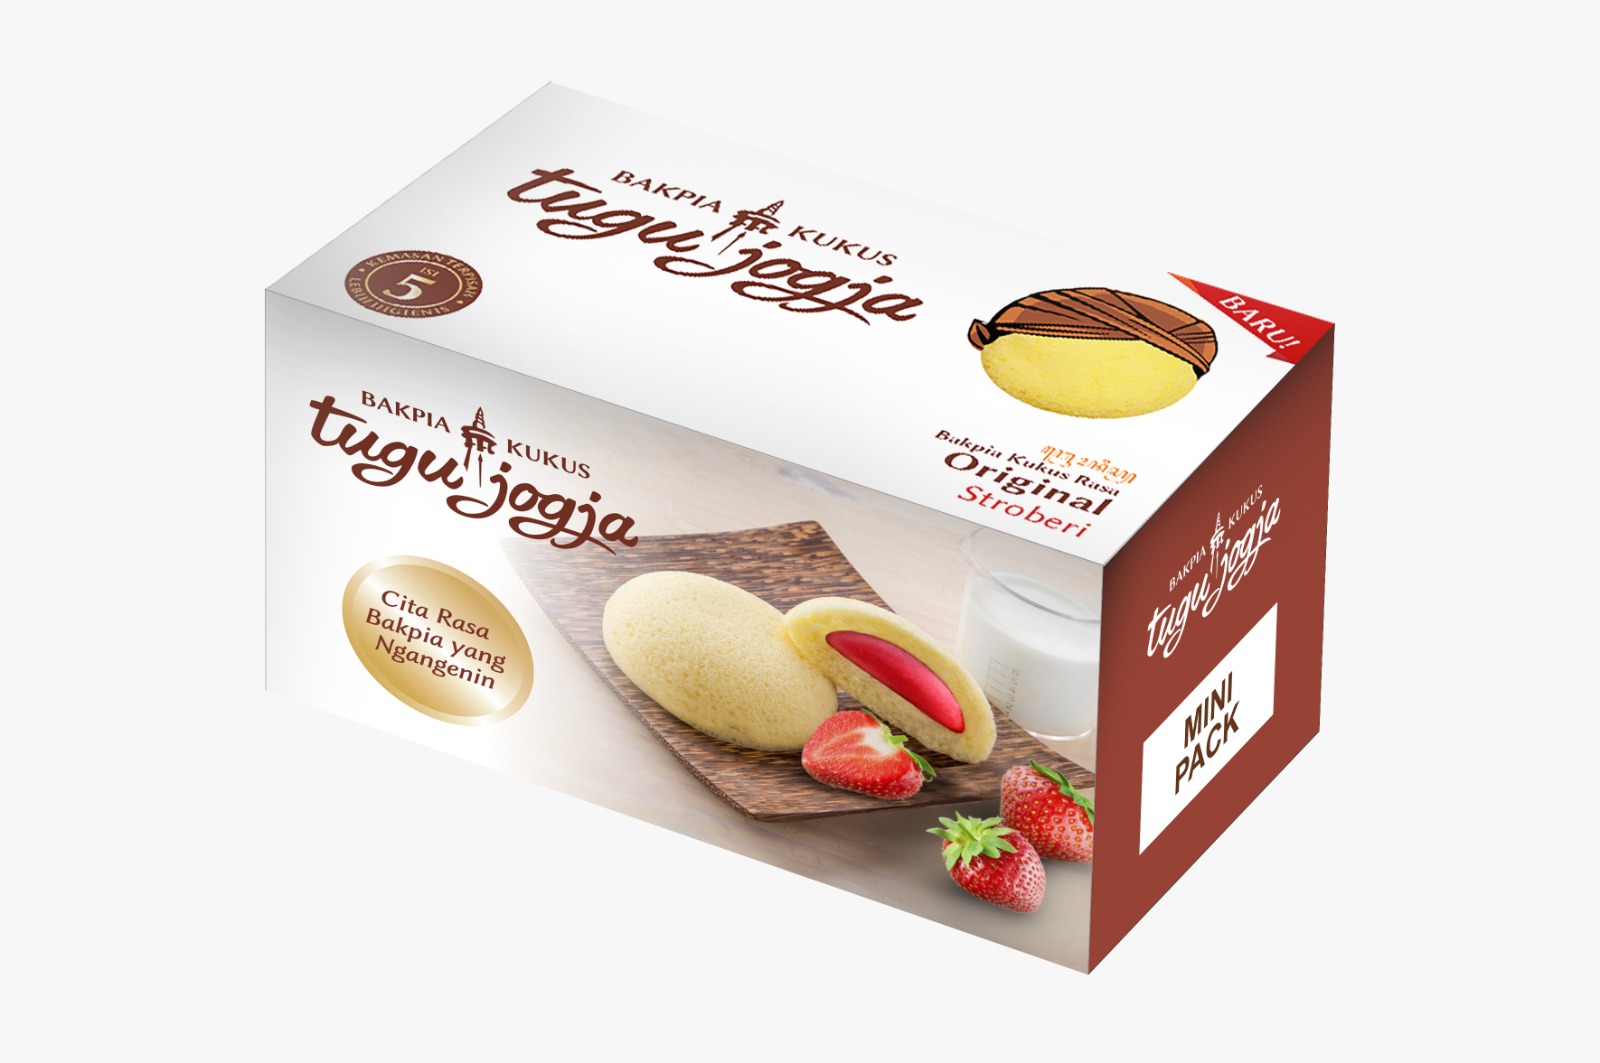 BAKPIA KUKUS
tugu jogja
KEMASAN TERPISAH
ISI
5
LEBIH HIGIENIS
BARU!
Bakpia Kukus Rasa
Original
Stroberi
BAKPIA KUKUS
tugu jogja
Cita Rasa
Bakpia yang
Ngangenin
BAKPIA KUKUS
tugu jogja
MINI
PACK